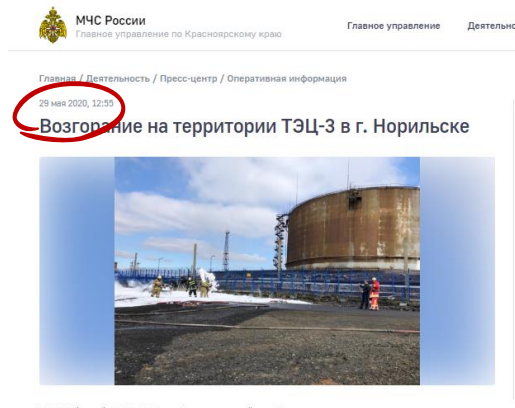 МЧС России
Главное управление по Красноярскому краю
Главное управление
Деятельно
Главная / Деятельность / Пресс-центр / Оперативная информация
29 мая 2020, 12:55
Возгорание на территории ТЭЦ-3 в г. Норильске